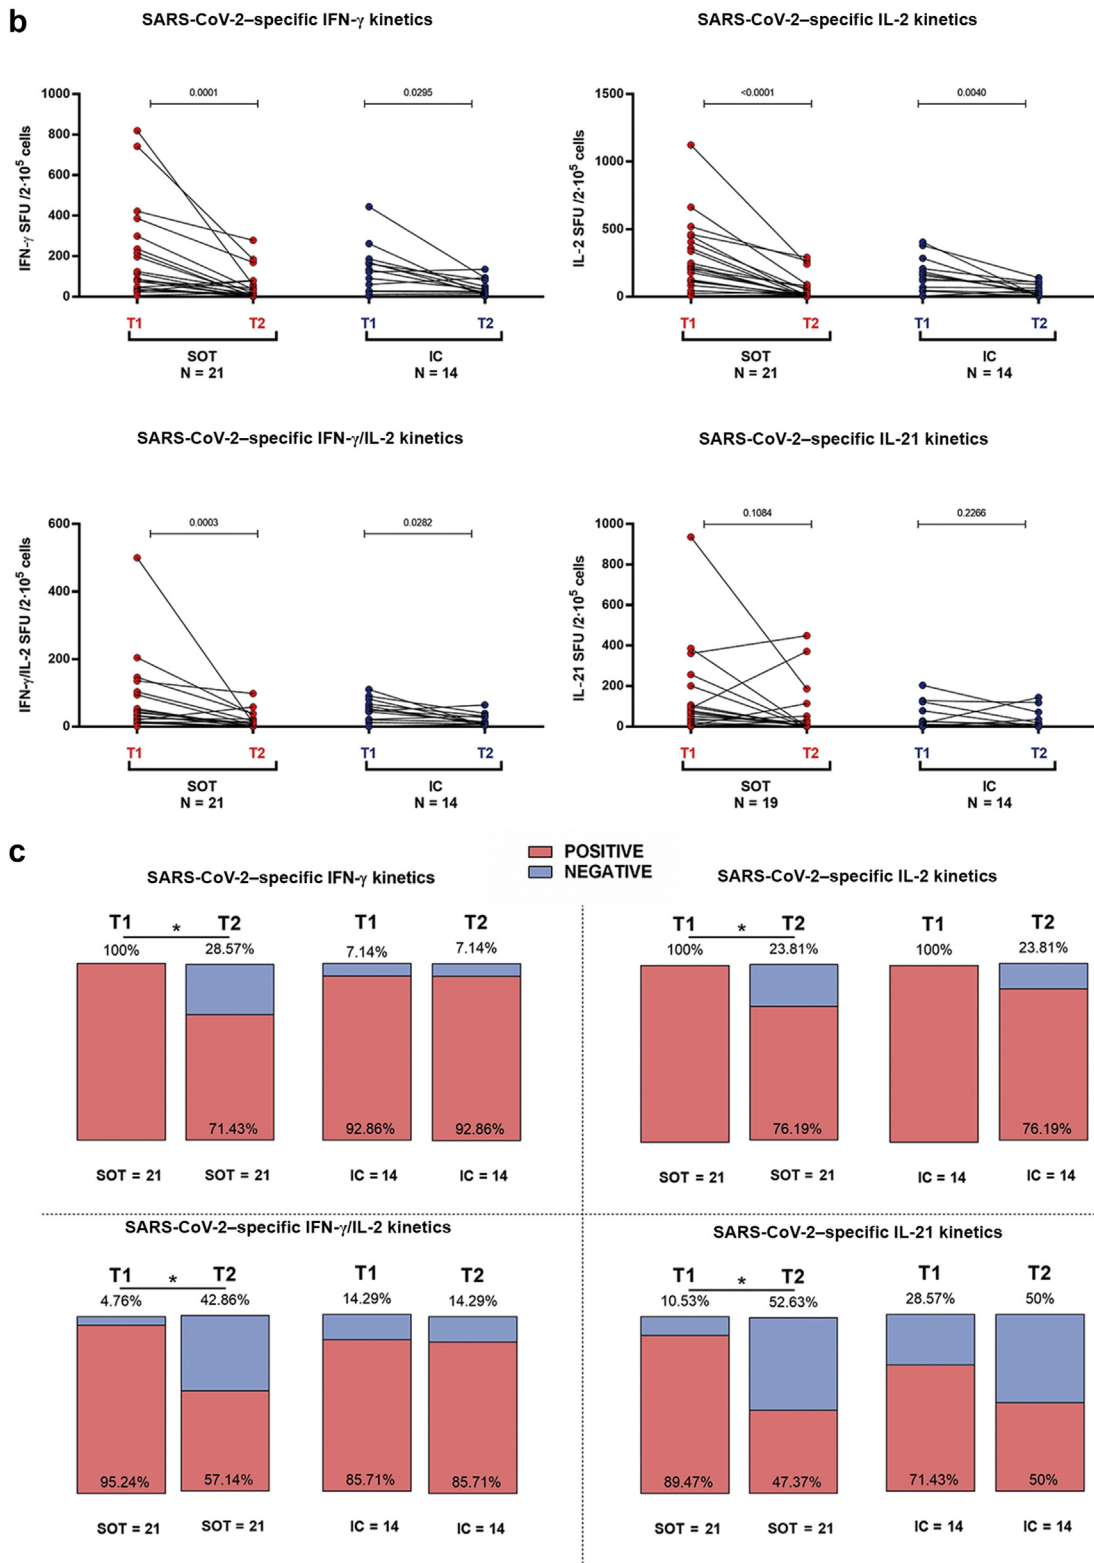 b
SARS-CoV-2–specific IFN-γ kinetics
IFN-γ SFU /2·10⁵ cells
1000
800
600
400
200
0
0.0001
0.0295
T1 T2 T1 T2
SOT IC
N = 21 N = 14
SARS-CoV-2–specific IL-2 kinetics
IL-2 SFU /2·10⁵ cells
1500
1000
500
0
<0.0001
0.0040
T1 T2 T1 T2
SOT IC
N = 21 N = 14
SARS-CoV-2–specific IFN-γ/IL-2 kinetics
IFN-γ/IL-2 SFU /2·10⁵ cells
600
400
200
0
0.0003
0.0282
T1 T2 T1 T2
SOT IC
N = 21 N = 14
SARS-CoV-2–specific IL-21 kinetics
IL-21 SFU /2·10⁵ cells
1000
800
600
400
200
0
0.1084
0.2266
T1 T2 T1 T2
SOT IC
N = 19 N = 14
c
POSITIVE
NEGATIVE
SARS-CoV-2–specific IFN-γ kinetics
T1 * T2 T1 T2
100% 28.57% 7.14% 7.14%
71.43% 92.86% 92.86%
SOT = 21 SOT = 21 IC = 14 IC = 14
SARS-CoV-2–specific IL-2 kinetics
T1 * T2 T1 T2
100% 23.81% 100% 23.81%
76.19% 76.19%
SOT = 21 SOT = 21 IC = 14 IC = 14
SARS-CoV-2–specific IFN-γ/IL-2 kinetics
T1 * T2 T1 T2
4.76% 42.86% 14.29% 14.29%
95.24% 57.14% 85.71% 85.71%
SOT = 21 SOT = 21 IC = 14 IC = 14
SARS-CoV-2–specific IL-21 kinetics
T1 * T2 T1 T2
10.53% 52.63% 28.57% 50%
89.47% 47.37% 71.43% 50%
SOT = 21 SOT = 21 IC = 14 IC = 14